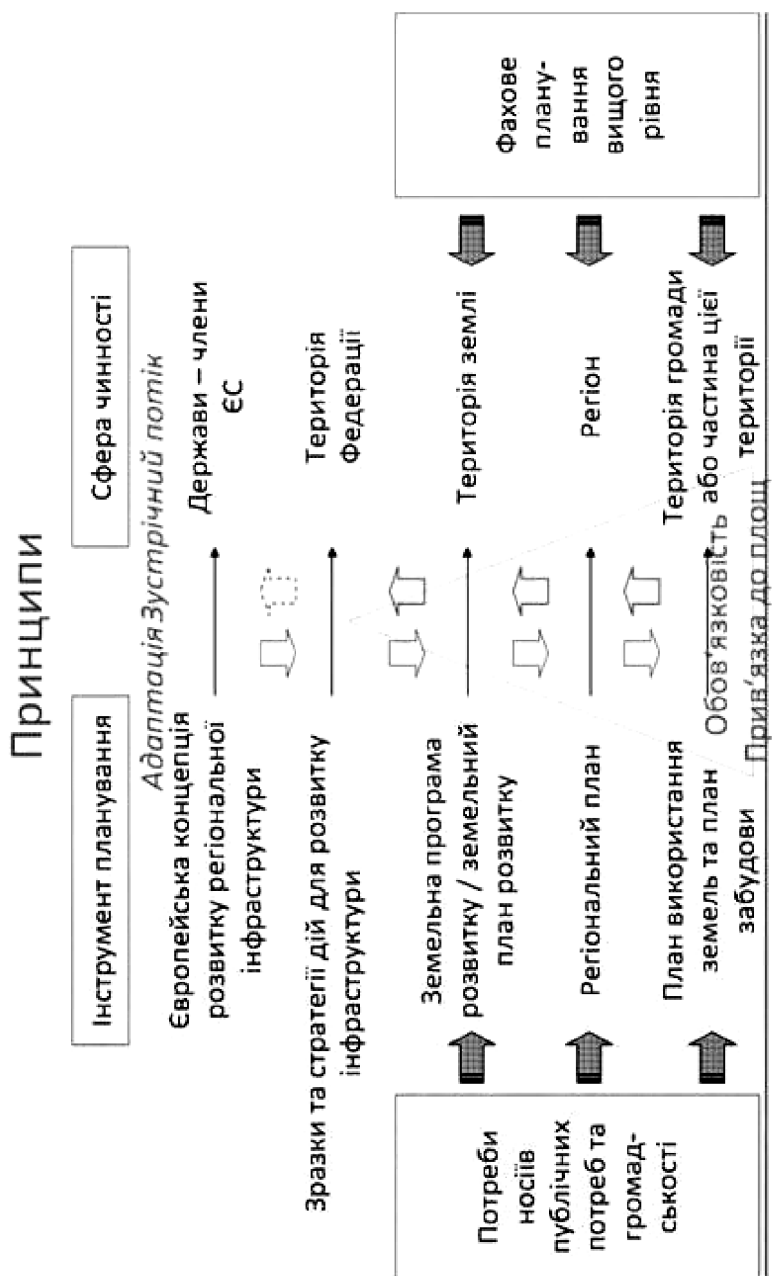 Принципи
Інструмент планування
Сфера чинності
Адаптація Зустрічний потік
Європейська концепція
розвитку регіональної
інфраструктури
Держави – члени
ЄС
Зразки та стратегії дій для розвитку
інфраструктури
Територія
Федерації
Потреби
носіїв
публічних
потреб та
громад-
ськості
Земельна програма
розвитку / земельний
план розвитку
Територія землі
Регіональний план
Регіон
План використання
земель та план
забудови
Територія громади
або частина цієї
території
Обов'язковість
Прив'язка до площ
Фахове
плану-
вання
вищого
рівня